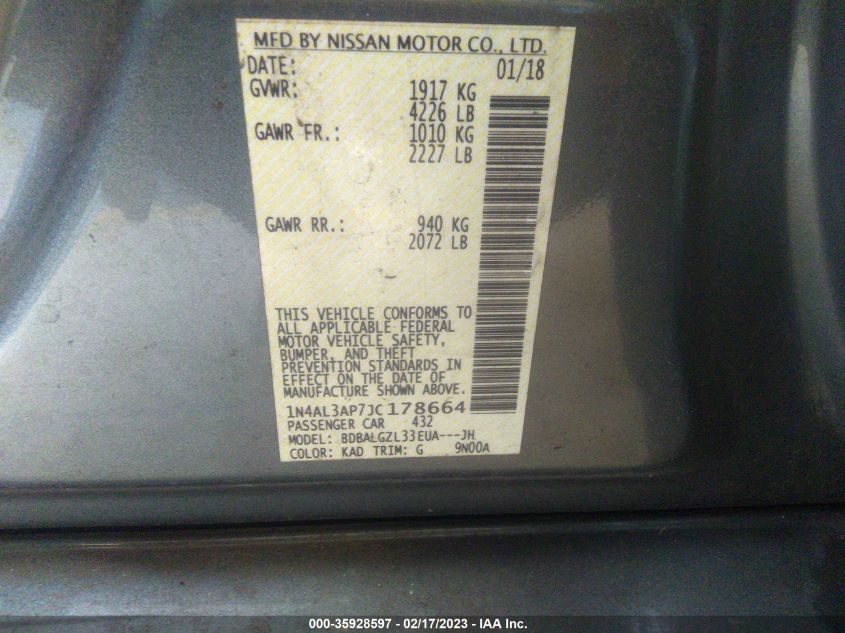 MFD BY NISSAN MOTOR CO., LTD.
DATE: 01/18
GVWR: 1917 KG
4226 LB
GAWR FR.: 1010 KG
2227 LB
GAWR RR.: 940 KG
2072 LB
THIS VEHICLE CONFORMS TO
ALL APPLICABLE FEDERAL
MOTOR VEHICLE SAFETY,
BUMPER, AND THEFT
PREVENTION STANDARDS IN
EFFECT ON THE DATE OF
MANUFACTURE SHOWN ABOVE.
1N4AL3AP7JC178664
PASSENGER CAR 432
MODEL: BDBALGZL33EUA---JH
COLOR: KAD TRIM: G 9N00A
000-35928597 - 02/17/2023 - IAA Inc.